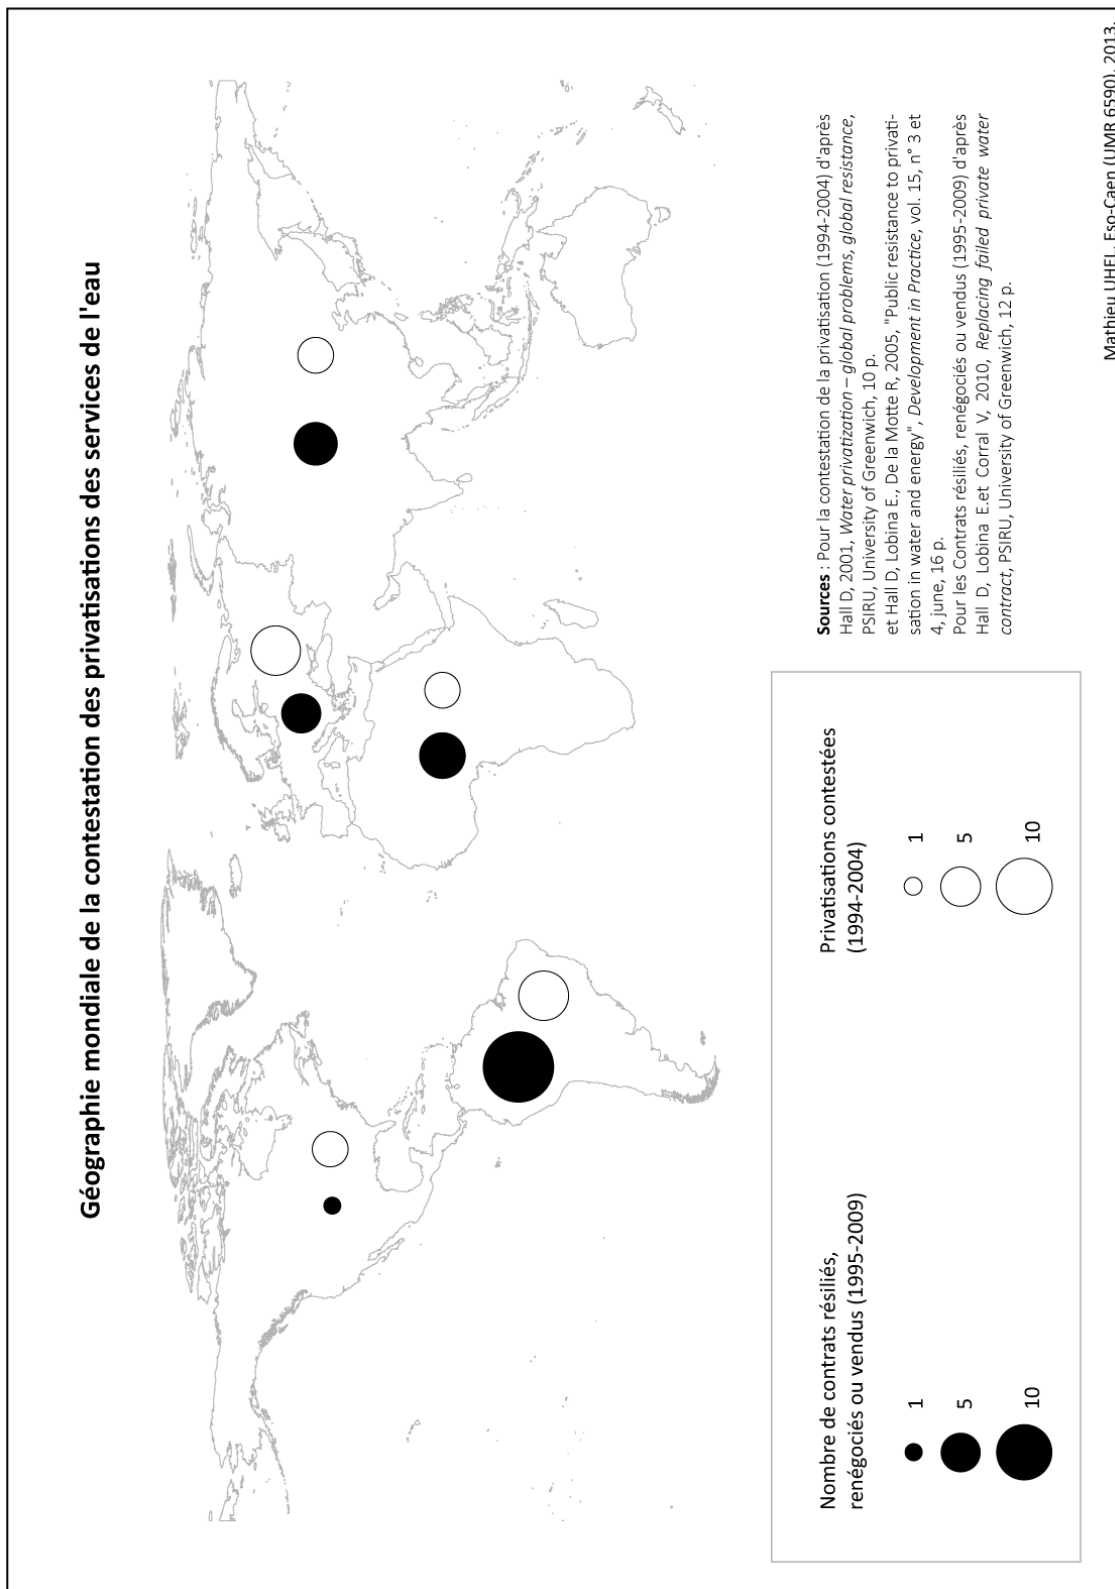 Géographie mondiale de la contestation des privatisations des services de l'eau
Nombre de contrats résiliés,
renégociés ou vendus (1995-2009)
1
5
10
Privatisations contestées
(1994-2004)
1
5
10
Sources : Pour la contestation de la privatisation (1994-2004) d'après
Hall D, 2001, Water privatization – global problems, global resistance,
PSIRU, University of Greenwich, 10 p.
et Hall D, Lobina E., De la Motte R, 2005, "Public resistance to privati-
sation in water and energy", Development in Practice, vol. 15, n° 3 et
4, june, 16 p.
Pour les Contrats résiliés, renégociés ou vendus (1995-2009) d'après
Hall D, Lobina E.et Corral V, 2010, Replacing failed private water
contract, PSIRU, University of Greenwich, 12 p.
Mathieu UHEL, Eso-Caen (UMR 6590), 2013.